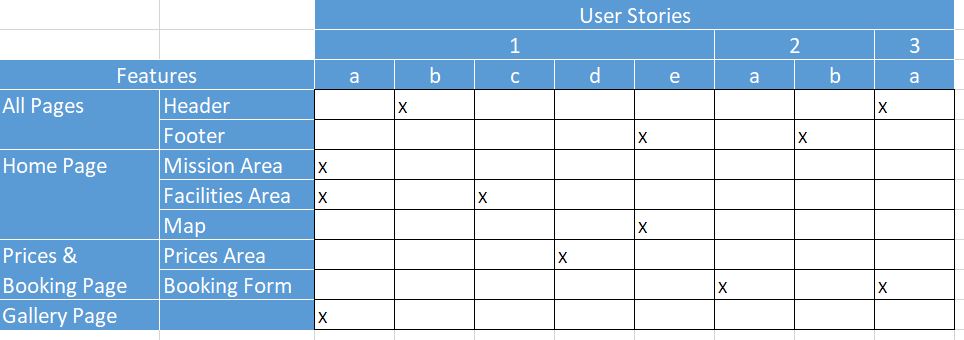 User Stories
1 2 3
Features a b c d e a b a
All Pages Header x x
Footer x x
Home Page Mission Area x
Facilities Area x x
Map x
Prices & Prices Area x
Booking Page Booking Form x x
Gallery Page x